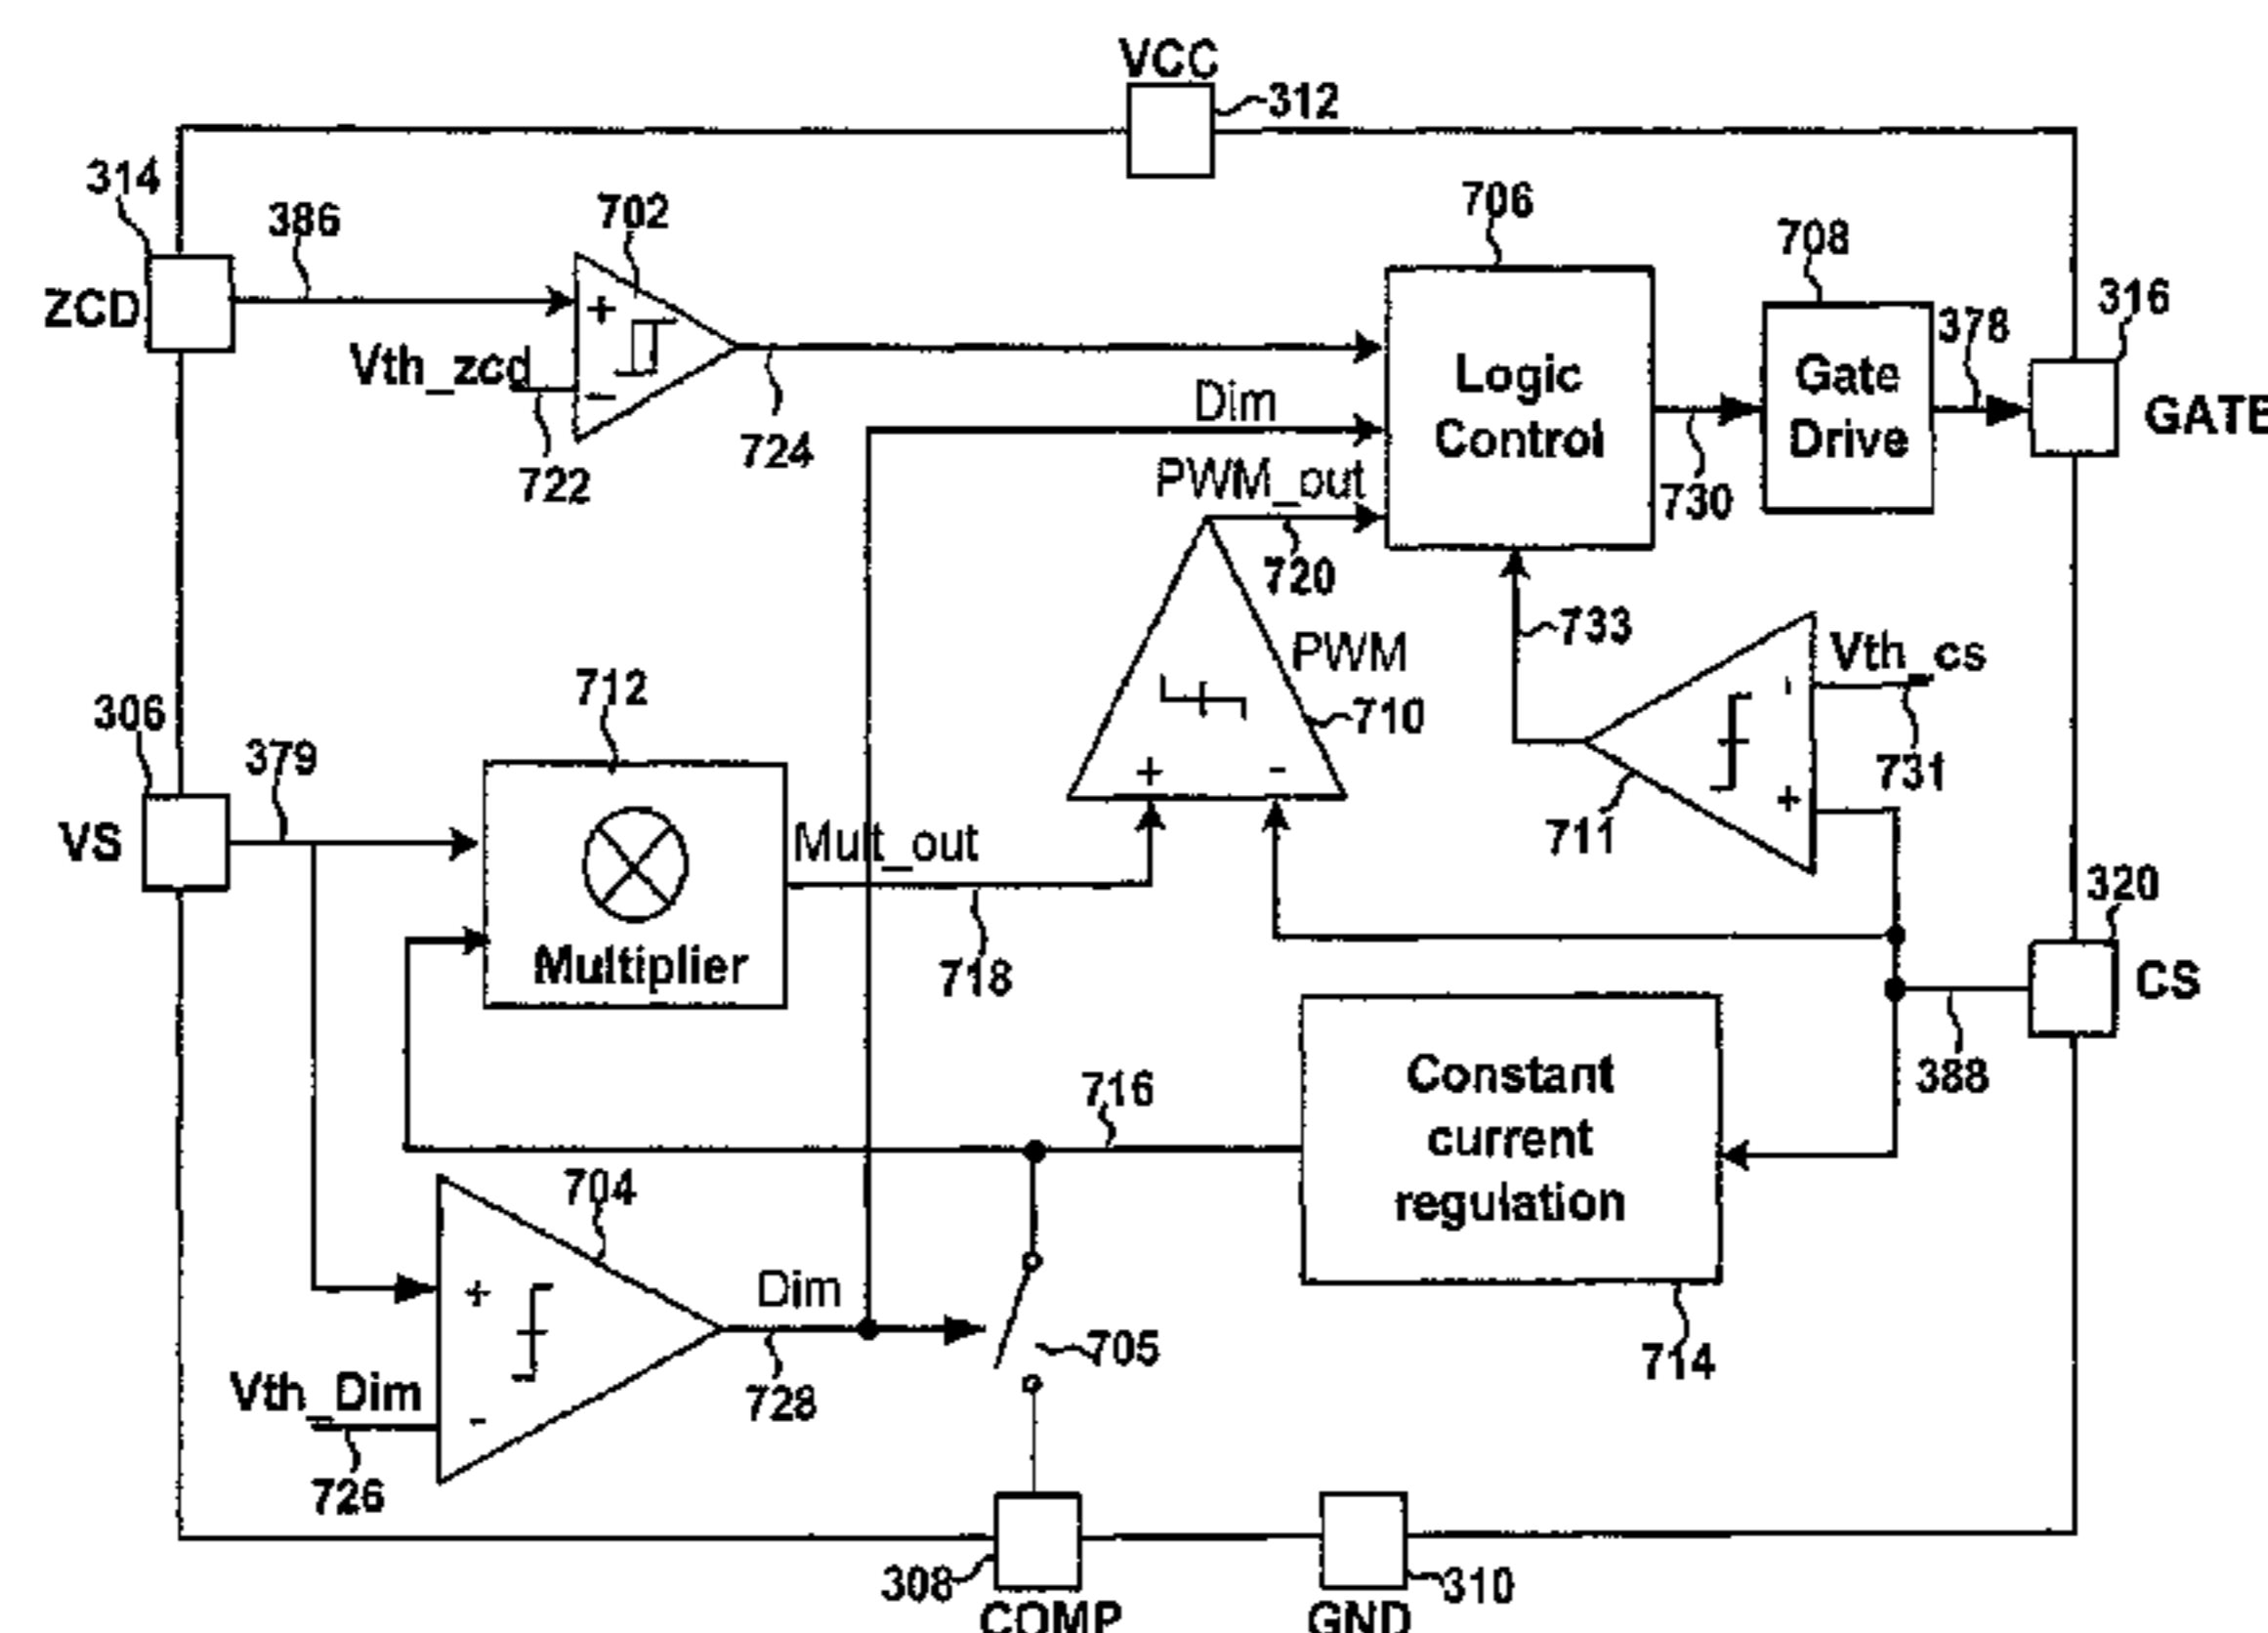 VCC
312
314
386
702
706
708
316
ZCD
+
Vth_zcd
−
722
724
Logic
Control
Gate
Drive
378
GATE
730
Dim
PWM_out
720
733
PWM
710
+
-
Vth_cs
-
731
+
711
306
379
712
VS
Mult_out
Multiplier
718
320
CS
388
716
Constant
current
regulation
714
704
+
-
Dim
728
705
Vth_Dim
726
308
COMP
310
GND